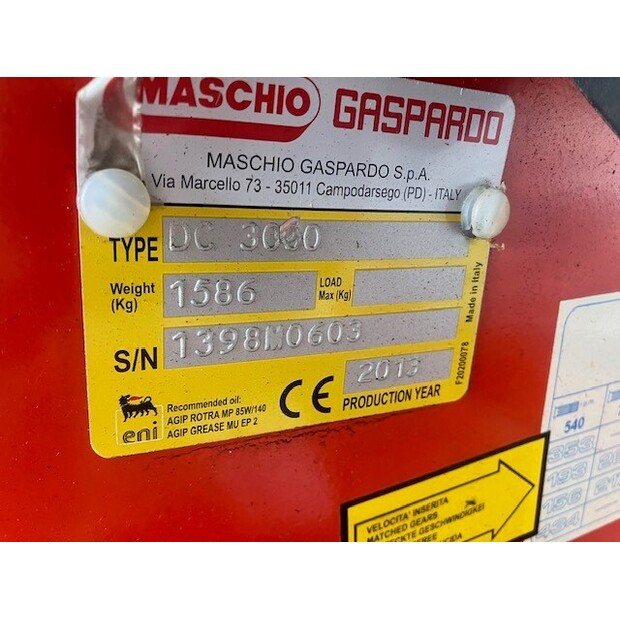 MASCHIO GASPARDO
MASCHIO GASPARDO S.p.A.
Via Marcello 73 - 35011 Campodarsego (PD) - ITALY
TYPE DC 3000
Weight (Kg) 1586 LOAD Max (Kg)
S/N 1398M0603
2013
PRODUCTION YEAR
CE
Recommended oil:
AGIP ROTRA MP 85W/140
AGIP GREASE MU EP 2
eni
Made in Italy
F20200078
540
VELOCITA' INSERITA
MATCHED GEARS